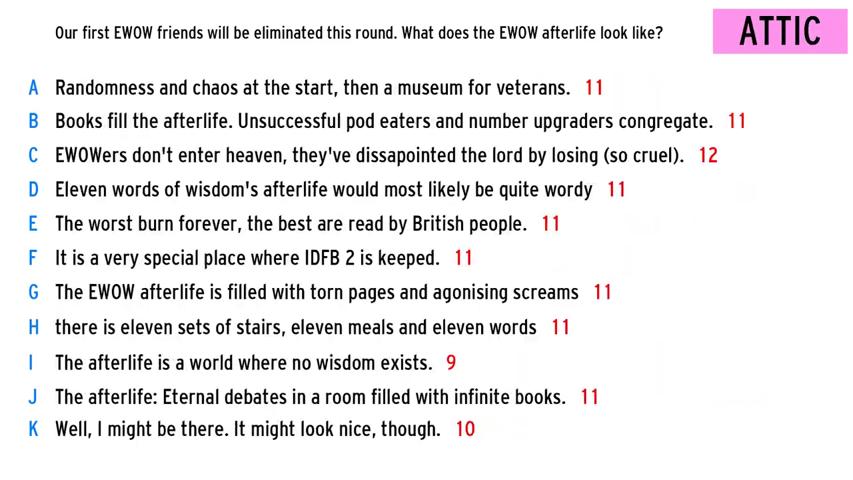 Our first EWOW friends will be eliminated this round. What does the EWOW afterlife look like?
ATTIC
A Randomness and chaos at the start, then a museum for veterans. 11
B Books fill the afterlife. Unsuccessful pod eaters and number upgraders congregate. 11
C EWOWers don't enter heaven, they've dissapointed the lord by losing (so cruel). 12
D Eleven words of wisdom's afterlife would most likely be quite wordy 11
E The worst burn forever, the best are read by British people. 11
F It is a very special place where IDFB 2 is keeped. 11
G The EWOW afterlife is filled with torn pages and agonising screams 11
H there is eleven sets of stairs, eleven meals and eleven words 11
I The afterlife is a world where no wisdom exists. 9
J The afterlife: Eternal debates in a room filled with infinite books. 11
K Well, I might be there. It might look nice, though. 10